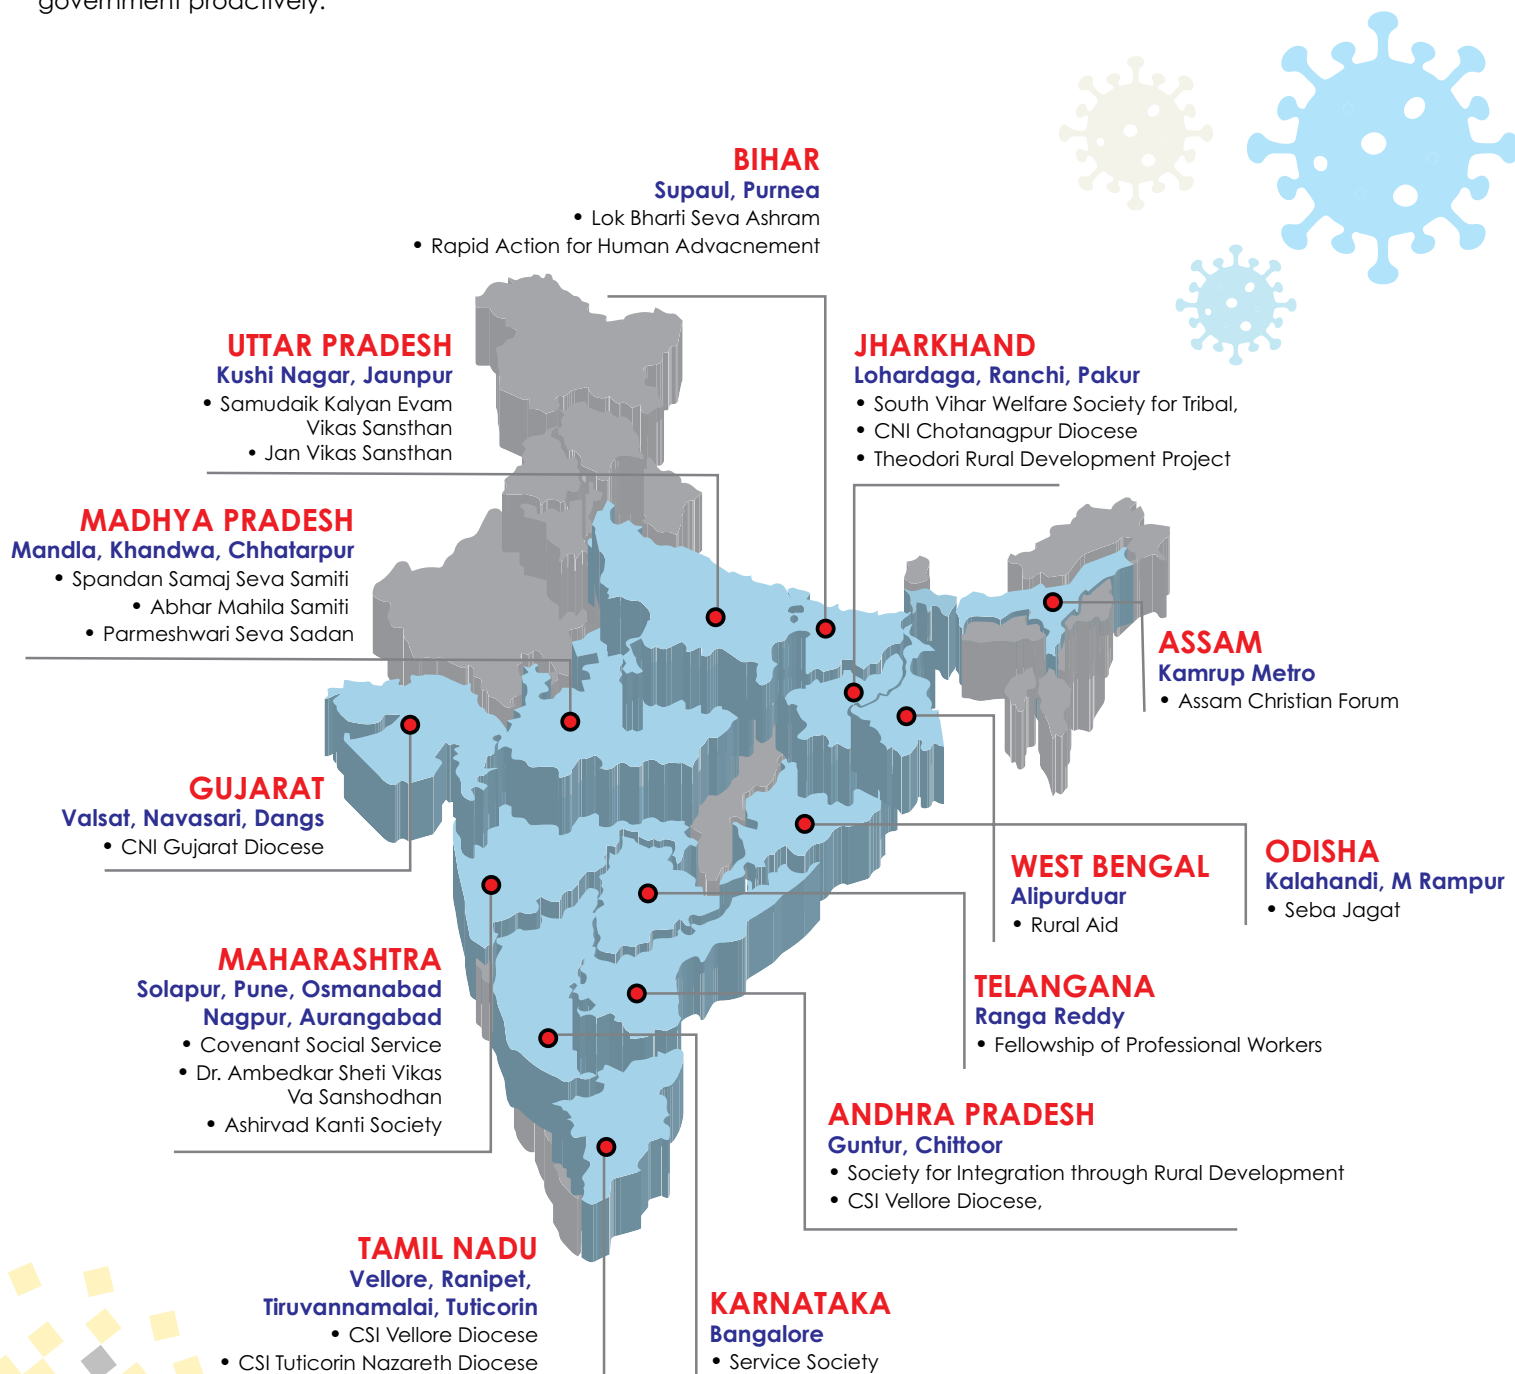 government proactively.
BIHAR
Supaul, Purnea
• Lok Bharti Seva Ashram
• Rapid Action for Human Advacnement
UTTAR PRADESH
Kushi Nagar, Jaunpur
• Samudaik Kalyan Evam
Vikas Sansthan
• Jan Vikas Sansthan
JHARKHAND
Lohardaga, Ranchi, Pakur
• South Vihar Welfare Society for Tribal,
• CNI Chotanagpur Diocese
• Theodori Rural Development Project
MADHYA PRADESH
Mandla, Khandwa, Chhatarpur
• Spandan Samaj Seva Samiti
• Abhar Mahila Samiti
• Parmeshwari Seva Sadan
ASSAM
Kamrup Metro
• Assam Christian Forum
GUJARAT
Valsat, Navasari, Dangs
• CNI Gujarat Diocese
WEST BENGAL
Alipurduar
• Rural Aid
ODISHA
Kalahandi, M Rampur
• Seba Jagat
MAHARASHTRA
Solapur, Pune, Osmanabad
Nagpur, Aurangabad
• Covenant Social Service
• Dr. Ambedkar Sheti Vikas
Va Sanshodhan
• Ashirvad Kanti Society
TELANGANA
Ranga Reddy
• Fellowship of Professional Workers
ANDHRA PRADESH
Guntur, Chittoor
• Society for Integration through Rural Development
• CSI Vellore Diocese,
TAMIL NADU
Vellore, Ranipet,
Tiruvannamalai, Tuticorin
• CSI Vellore Diocese
• CSI Tuticorin Nazareth Diocese
KARNATAKA
Bangalore
• Service Society